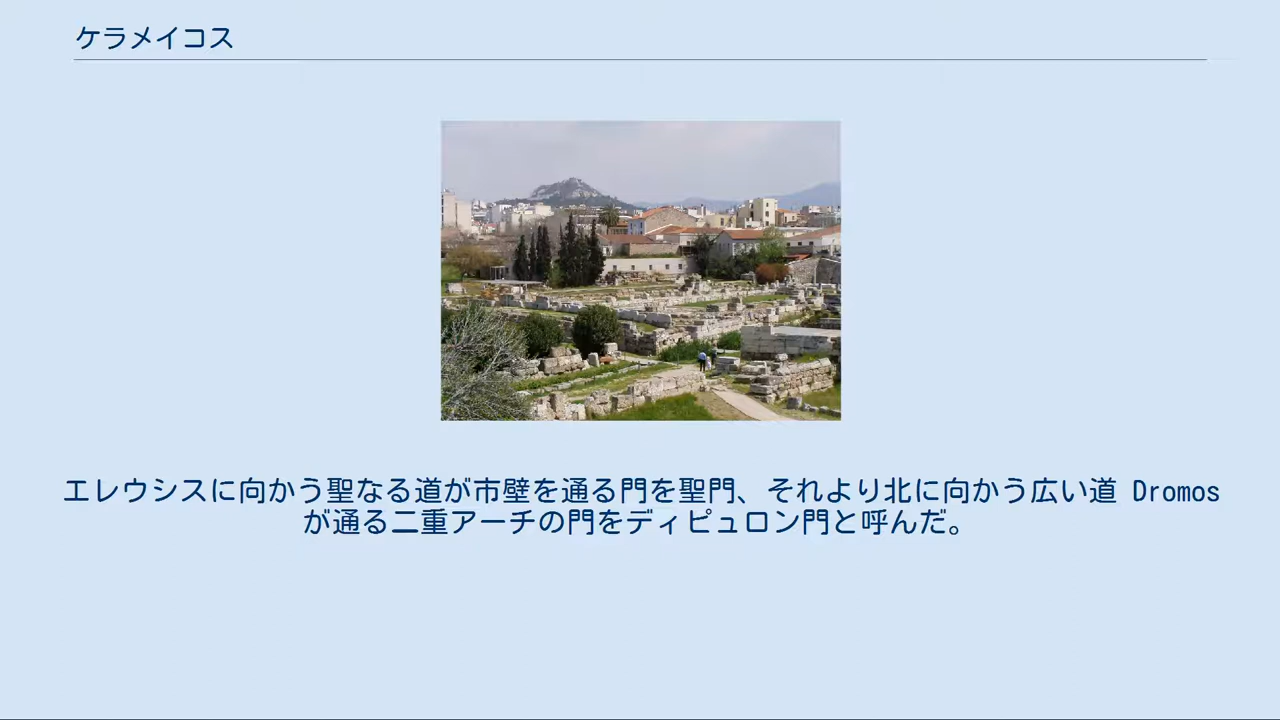 ケラメイコス
エレウシスに向かう聖なる道が市壁を通る門を聖門、それより北に向かう広い道 Dromos
が通る二重アーチの門をディピュロン門と呼んだ。